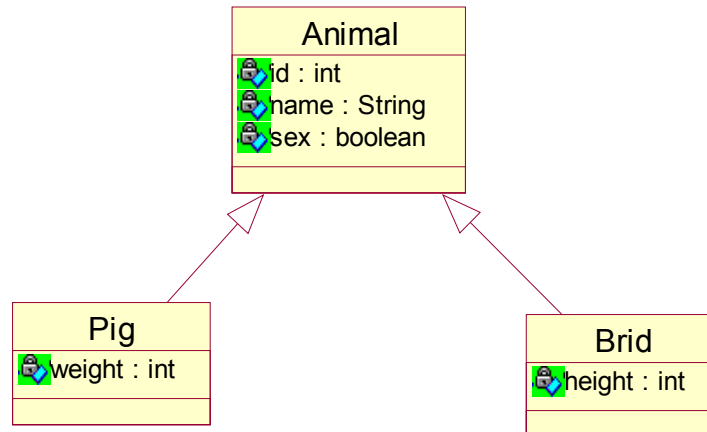 Animal
id : int
name : String
sex : boolean
Pig
weight : int
Brid
height : int